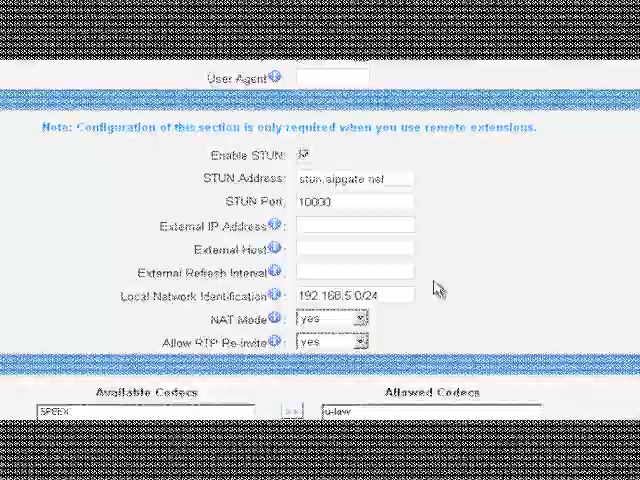 User Agent
Note: Configuration of this section is only required when you use remote extensions.
Enable STUN:
STUN Address: stun.sipgate.net
STUN Port: 10000
External IP Address :
External Host :
External Refresh Interval :
Local Network Identification : 192.168.5.0/24
NAT Mode : yes
Allow RTP Re-invite : yes
Available Codecs Allowed Codecs
SPEEX >> u-law